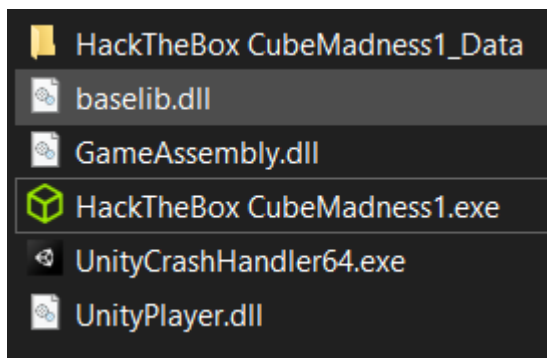 HackTheBox CubeMadness1_Data
baselib.dll
GameAssembly.dll
HackTheBox CubeMadness1.exe
UnityCrashHandler64.exe
UnityPlayer.dll